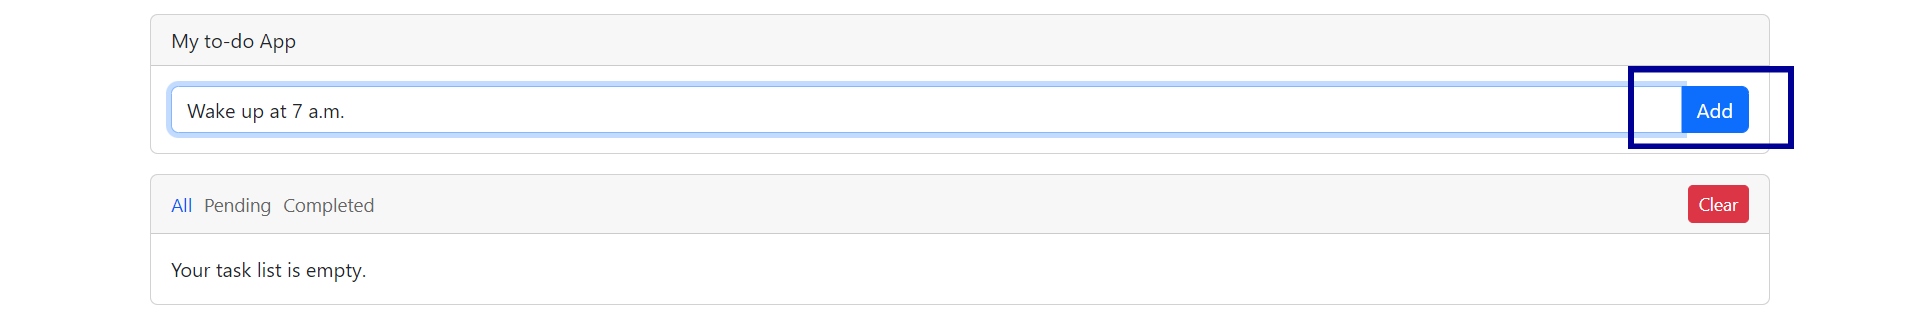 My to-do App
Wake up at 7 a.m. Add
All Pending Completed Clear
Your task list is empty.